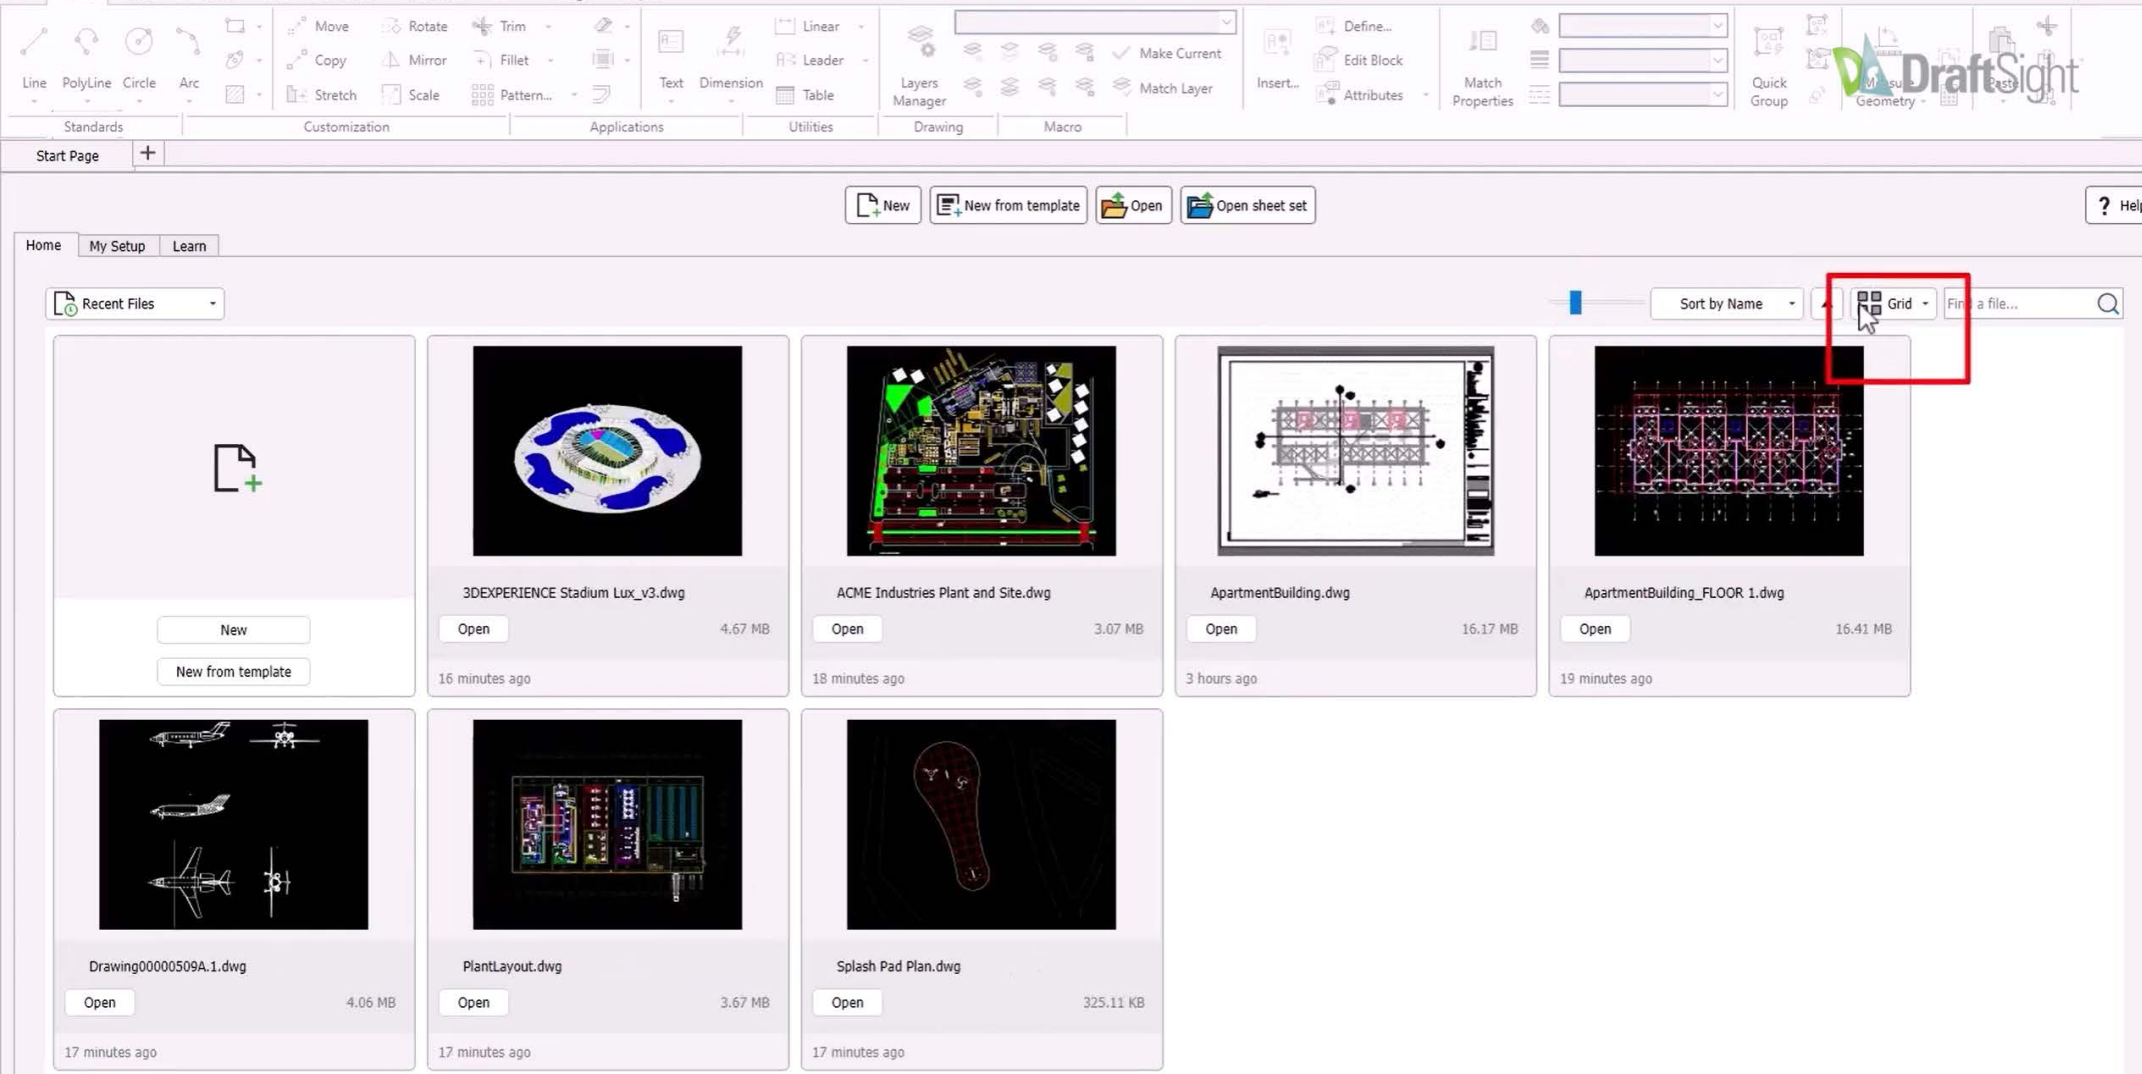 Line
PolyLine
Circle
Arc
Move
Rotate
Trim
Copy
Mirror
Fillet
Stretch
Scale
Pattern...
Text
Dimension
Linear
Leader
Table
Layers
Manager
Make Current
Match Layer
Insert...
Define...
Edit Block
Attributes
Match
Properties
Quick
Group
Geometry
DraftSight
Standards
Customization
Applications
Utilities
Drawing
Macro
Start Page
New
New from template
Open
Open sheet set
? Help
Home
My Setup
Learn
Recent Files
Sort by Name
Grid
Find a file...
New
New from template
3DEXPERIENCE Stadium Lux_v3.dwg
Open
4.67 MB
16 minutes ago
ACME Industries Plant and Site.dwg
Open
3.07 MB
18 minutes ago
ApartmentBuilding.dwg
Open
16.17 MB
3 hours ago
ApartmentBuilding_FLOOR 1.dwg
Open
16.41 MB
19 minutes ago
Drawing00000509A.1.dwg
Open
4.06 MB
17 minutes ago
PlantLayout.dwg
Open
3.67 MB
17 minutes ago
Splash Pad Plan.dwg
Open
325.11 KB
17 minutes ago